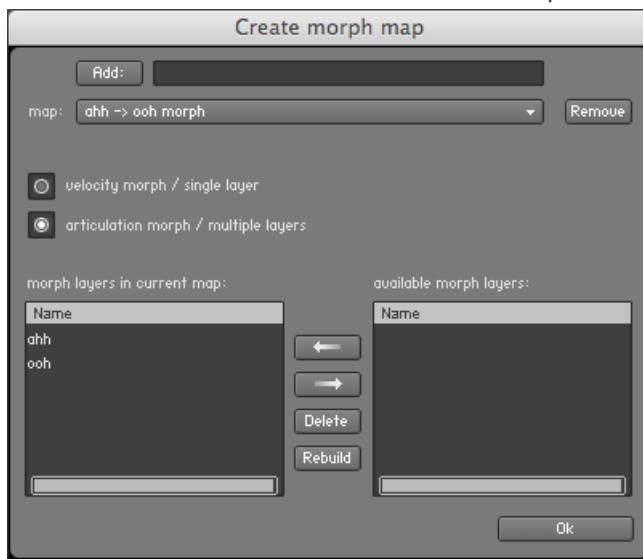 Create morph map
Add:
map: ahh -> ooh morph Remove
velocity morph / single layer
articulation morph / multiple layers
morph layers in current map: available morph layers:
Name Name
ahh
ooh
Delete
Rebuild
Ok